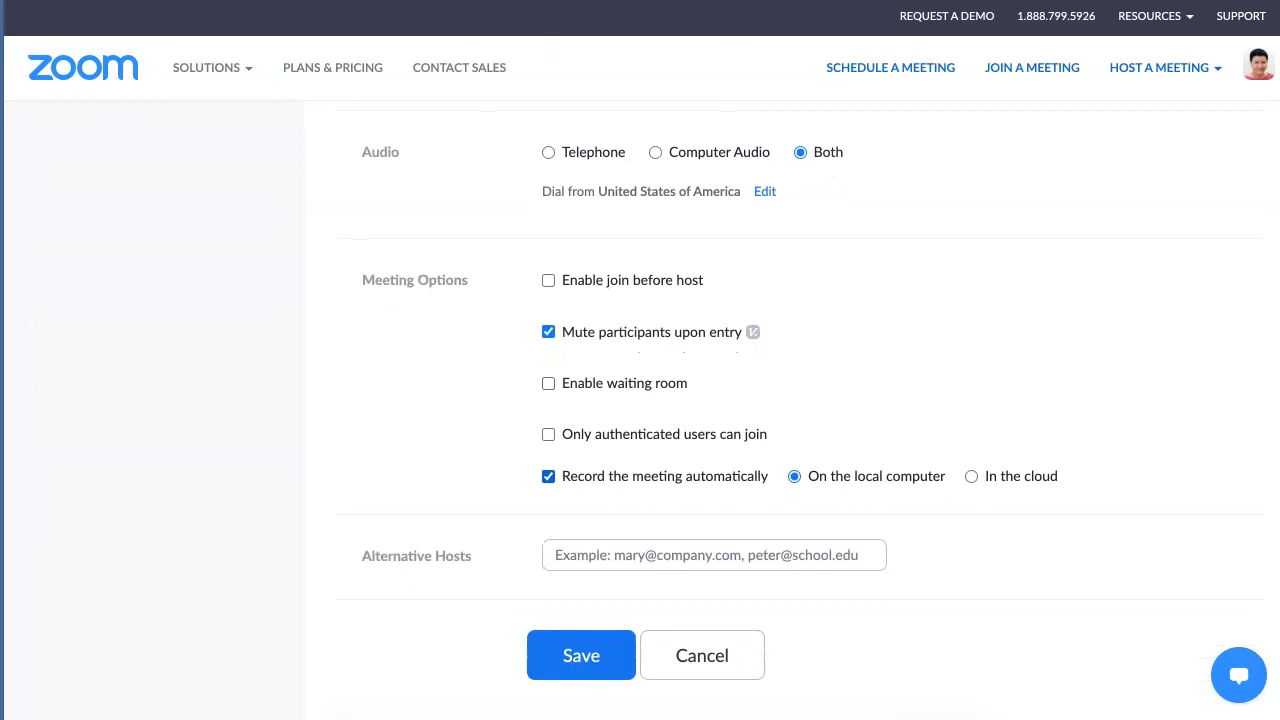 REQUEST A DEMO 1.888.799.5926 RESOURCES SUPPORT
zoom SOLUTIONS PLANS & PRICING CONTACT SALES SCHEDULE A MEETING JOIN A MEETING HOST A MEETING
Audio Telephone Computer Audio Both
Dial from United States of America Edit
Meeting Options Enable join before host
Mute participants upon entry
Enable waiting room
Only authenticated users can join
Record the meeting automatically On the local computer In the cloud
Alternative Hosts Example: mary@company.com, peter@school.edu
Save Cancel